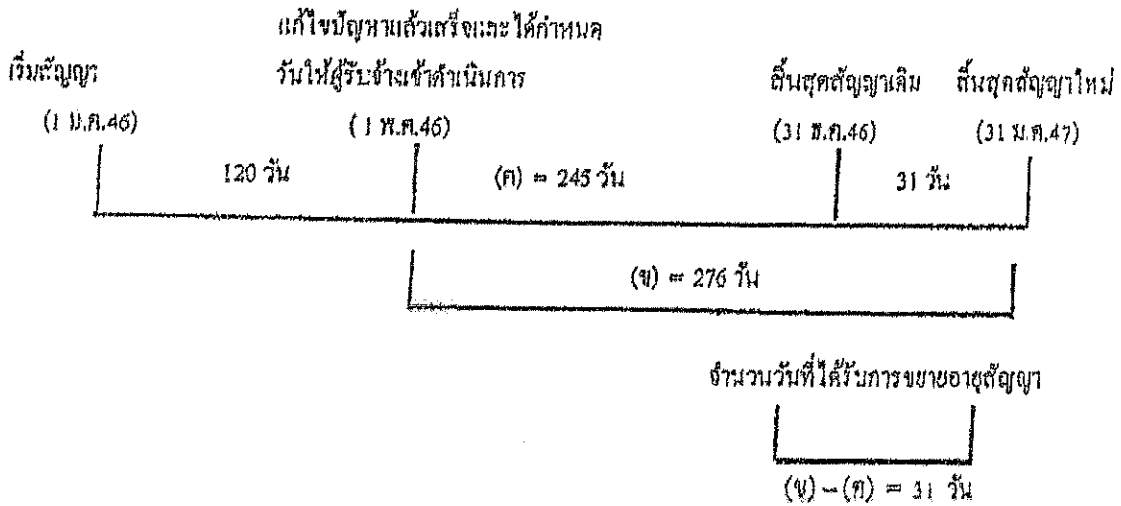 แก้ไขปัญหาแล้วเสร็จและได้กำหนด
เริ่มสัญญา วันให้ผู้รับจ้างเข้าดำเนินการ สิ้นสุดสัญญาเดิม สิ้นสุดสัญญาใหม่
(1 ม.ค.46) (1 พ.ค.46) (31 ธ.ค.46) (31 ม.ค.47)
120 วัน (ค) = 245 วัน 31 วัน
(ข) = 276 วัน
จำนวนวันที่ได้รับการขยายอายุสัญญา
(ข) – (ค) = 31 วัน